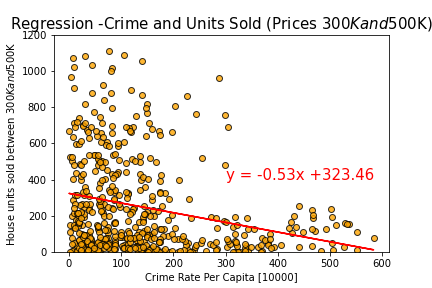 Regression -Crime and Units Sold (Prices 300Kand500K)
House units sold between 300Kand500K
1200
1000
800
600
400
200
0
y = -0.53x +323.46
0 100 200 300 400 500 600
Crime Rate Per Capita [10000]